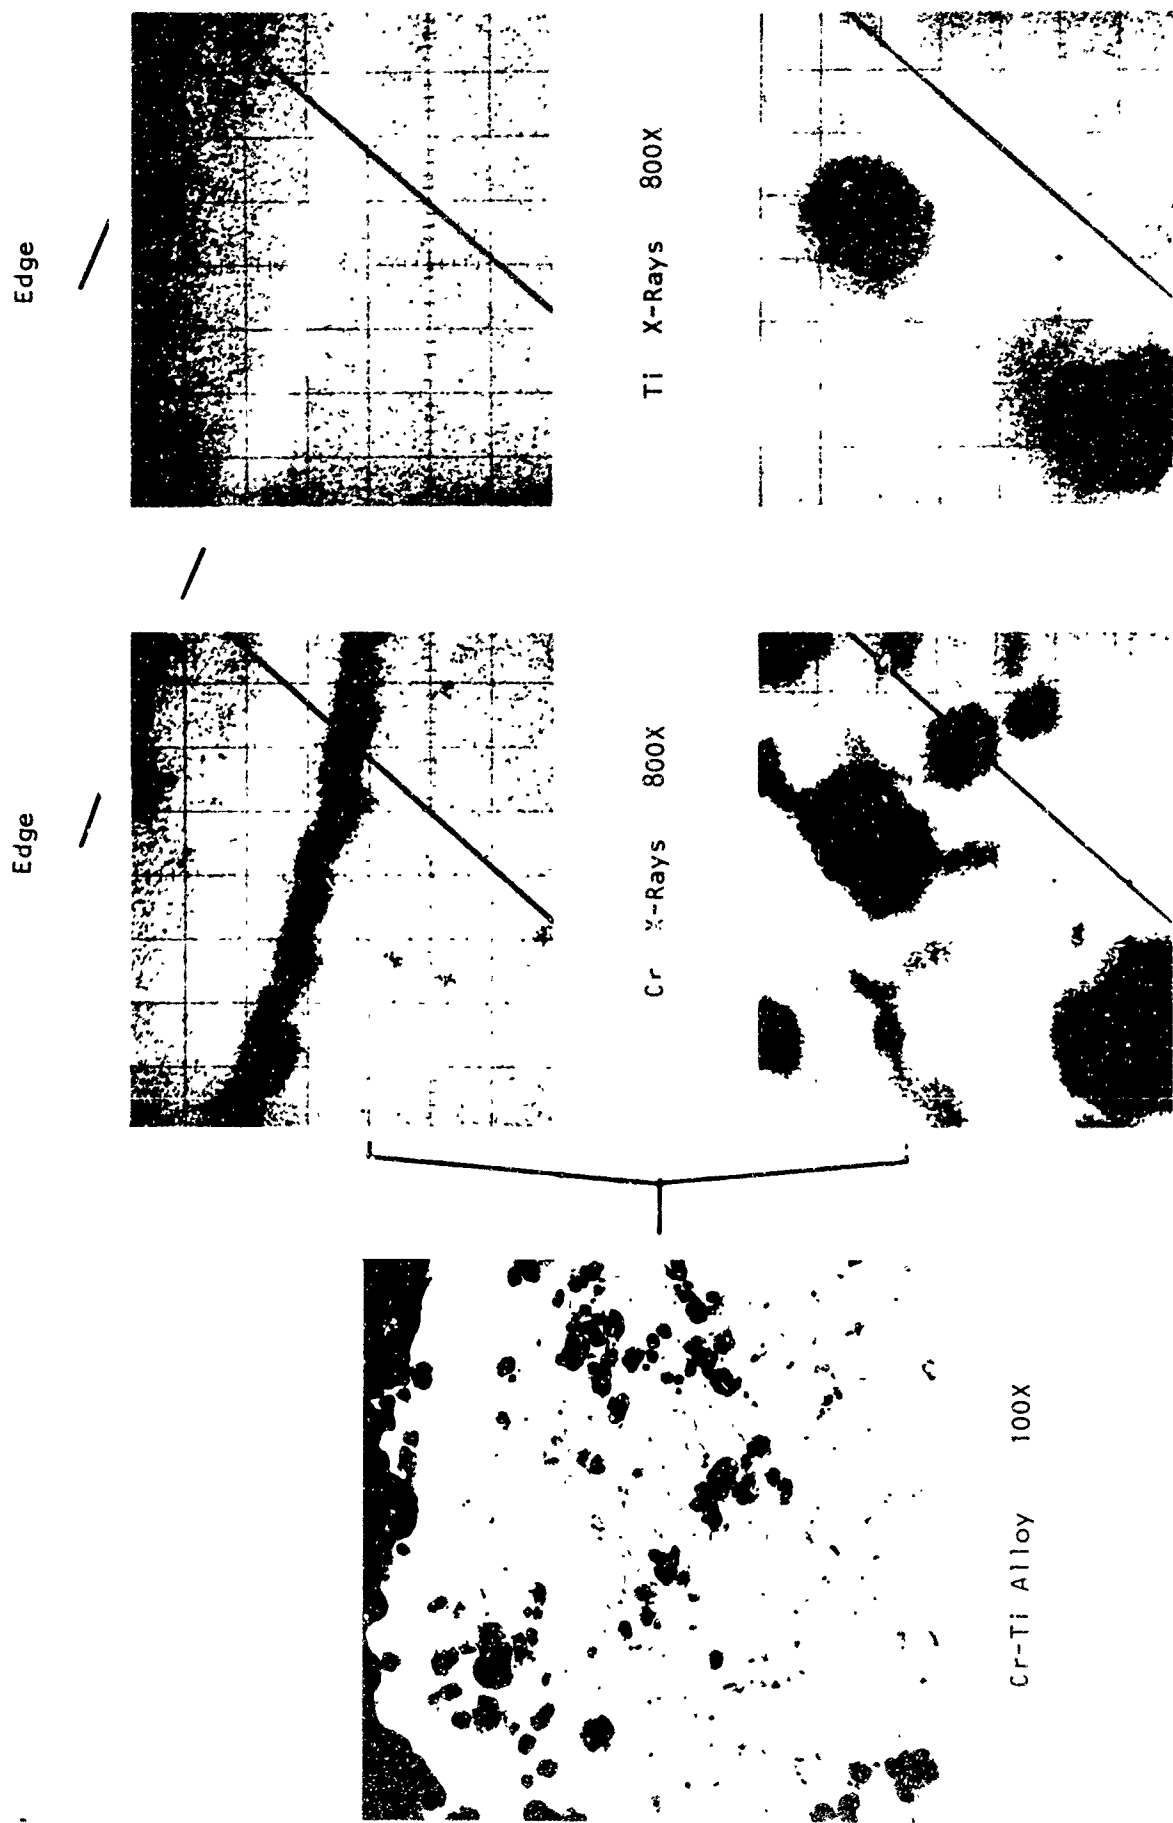 Edge
Edge
Cr X-Rays 800X
Ti X-Rays 800X
Cr-Ti Alloy 100X